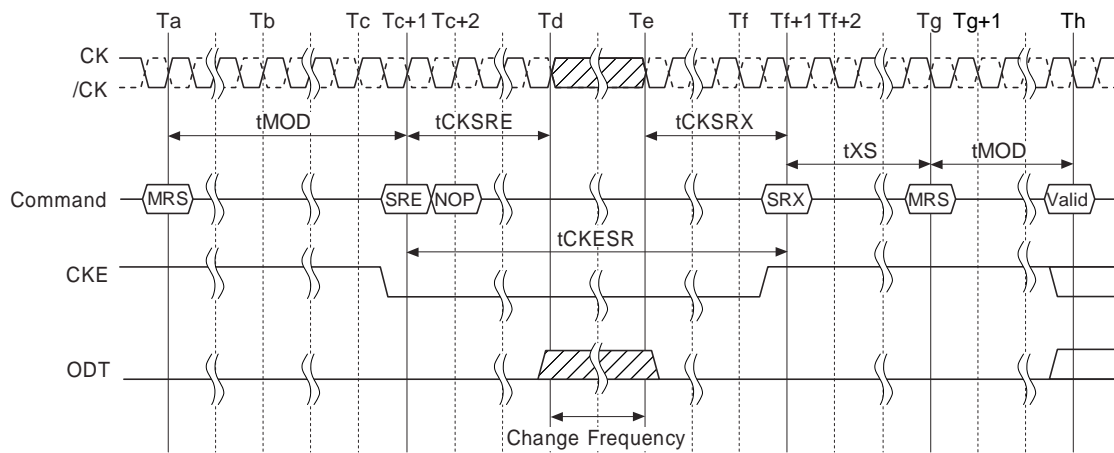 Ta Tb Tc Tc+1 Tc+2 Td Te Tf Tf+1 Tf+2 Tg Tg+1 Th
CK
/CK
tMOD tCKSRE tCKSRX
tXS tMOD
Command MRS SRE NOP SRX MRS Valid
tCKESR
CKE
ODT
Change Frequency